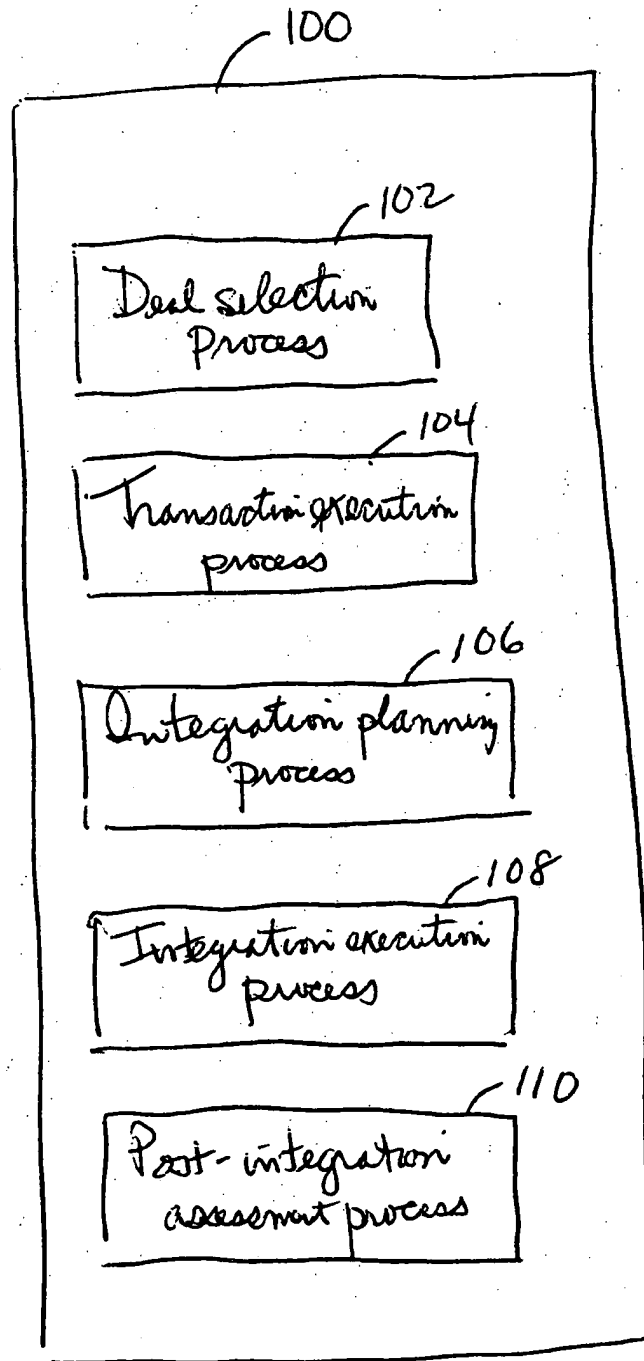 100
102
Deal selection
Process
104
Transaction execution
process
106
Integration planning
process
108
Integration execution
process
110
Post-integration
assessment process